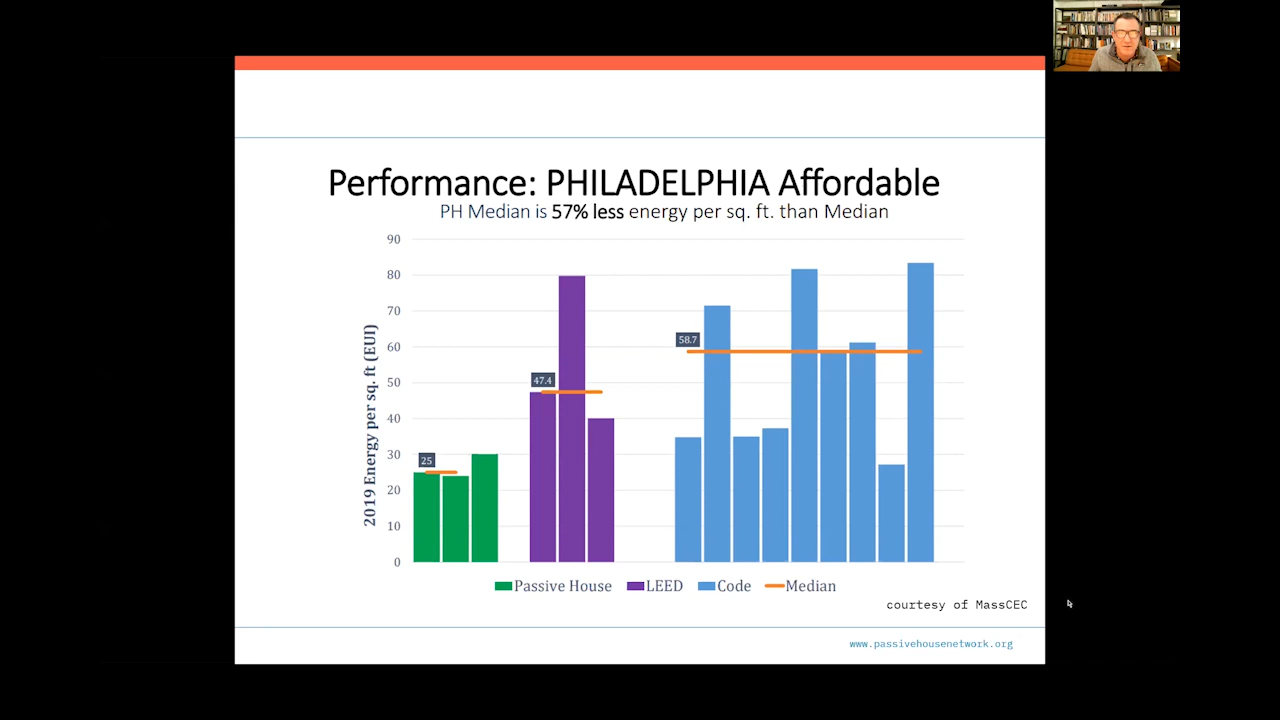 Performance: PHILADELPHIA Affordable
PH Median is 57% less energy per sq. ft. than Median
2019 Energy per sq. ft (EUI)
90
80
70
60
50
40
30
20
10
0
25
47.4
58.7
Passive House LEED Code Median
courtesy of MassCEC
www.passivehousenetwork.org